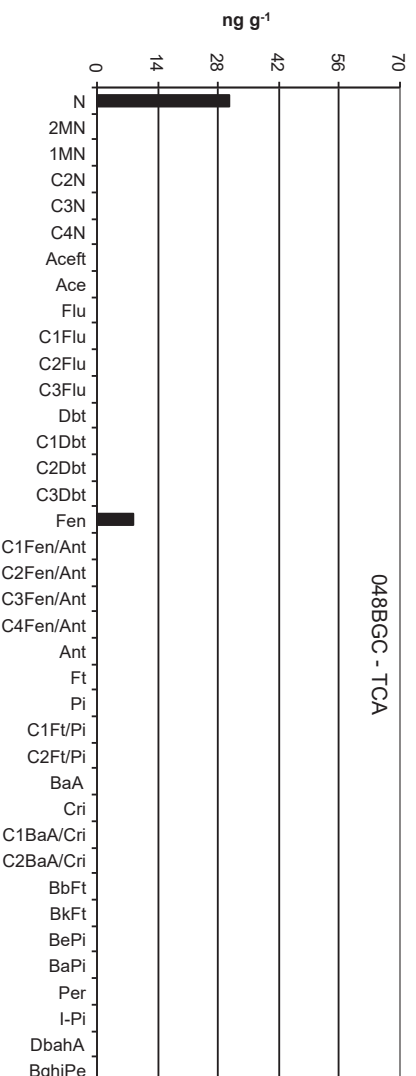 ng g-1
0
14
28
42
56
70
048BGC - TCA
N
2MN
1MN
C2N
C3N
C4N
Aceft
Ace
Flu
C1Flu
C2Flu
C3Flu
Dbt
C1Dbt
C2Dbt
C3Dbt
Fen
C1Fen/Ant
C2Fen/Ant
C3Fen/Ant
C4Fen/Ant
Ant
Ft
Pi
C1Ft/Pi
C2Ft/Pi
BaA
Cri
C1BaA/Cri
C2BaA/Cri
BbFt
BkFt
BePi
BaPi
Per
I-Pi
DbahA
BghiPe